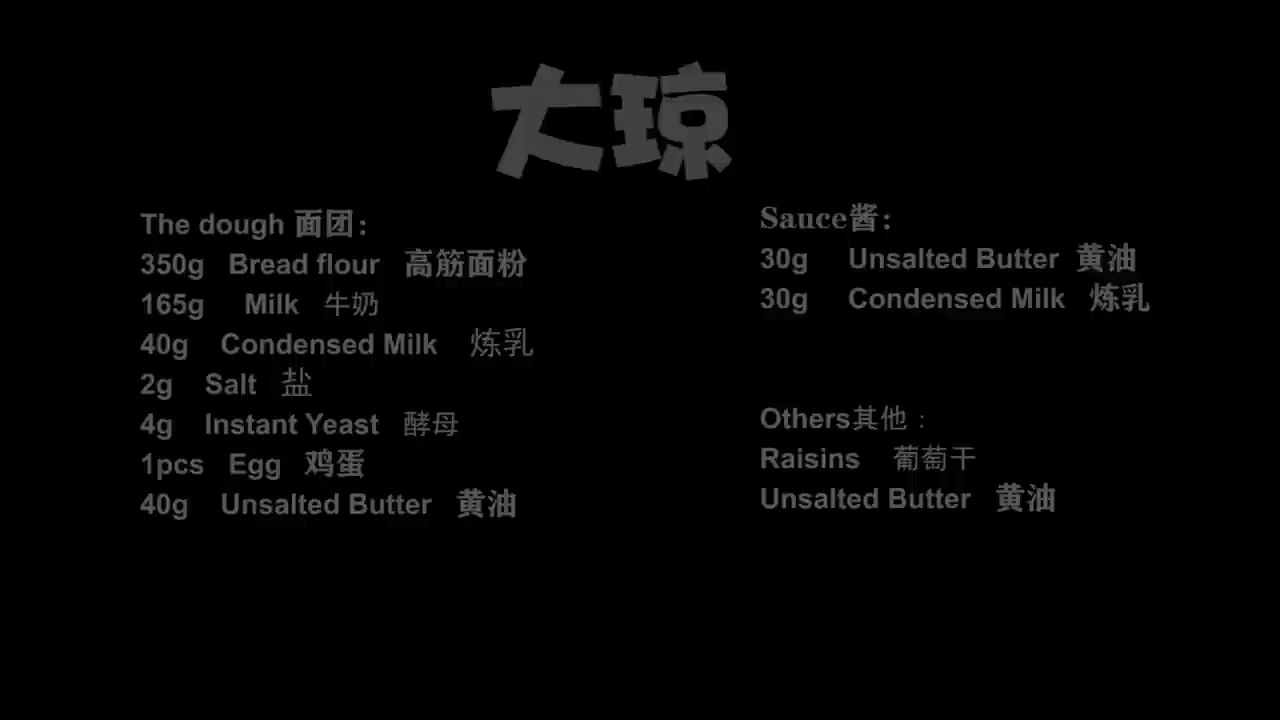 大琼
The dough 面团：
350g Bread flour 高筋面粉
165g Milk 牛奶
40g Condensed Milk 炼乳
2g Salt 盐
4g Instant Yeast 酵母
1pcs Egg 鸡蛋
40g Unsalted Butter 黄油
Sauce酱：
30g Unsalted Butter 黄油
30g Condensed Milk 炼乳
Others其他：
Raisins 葡萄干
Unsalted Butter 黄油